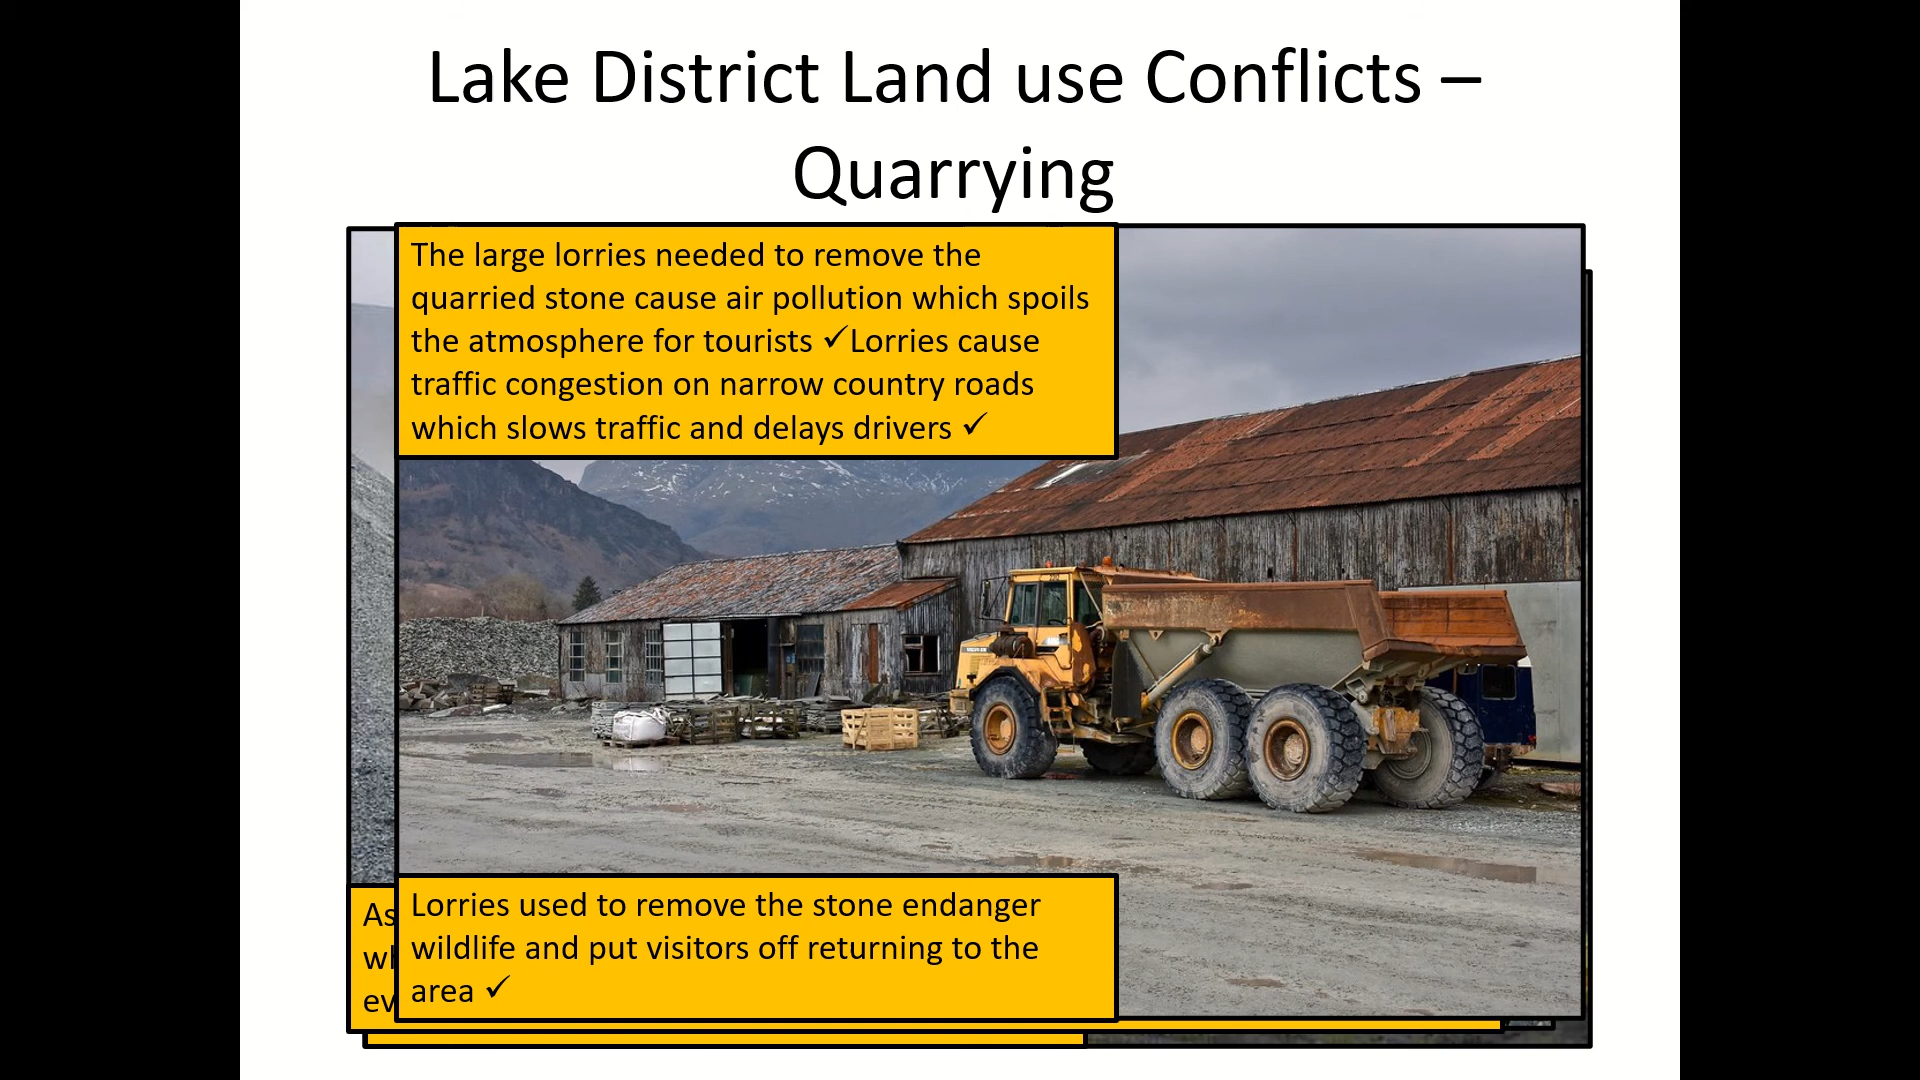 Lake District Land use Conflicts –
Quarrying
The large lorries needed to remove the
quarried stone cause air pollution which spoils
the atmosphere for tourists ✓Lorries cause
traffic congestion on narrow country roads
which slows traffic and delays drivers ✓
Lorries used to remove the stone endanger
wildlife and put visitors off returning to the
area ✓
As